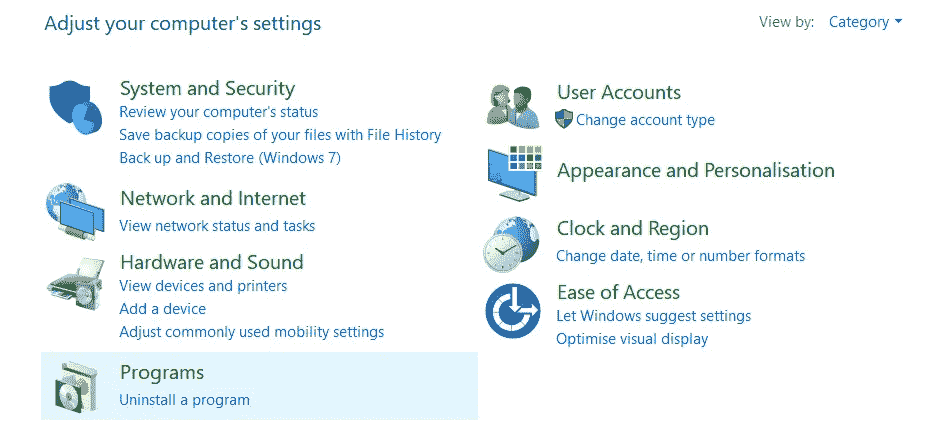 Adjust your computer's settings
View by: Category
System and Security
Review your computer's status
Save backup copies of your files with File History
Back up and Restore (Windows 7)
Network and Internet
View network status and tasks
Hardware and Sound
View devices and printers
Add a device
Adjust commonly used mobility settings
Programs
Uninstall a program
User Accounts
Change account type
Appearance and Personalisation
Clock and Region
Change date, time or number formats
Ease of Access
Let Windows suggest settings
Optimise visual display